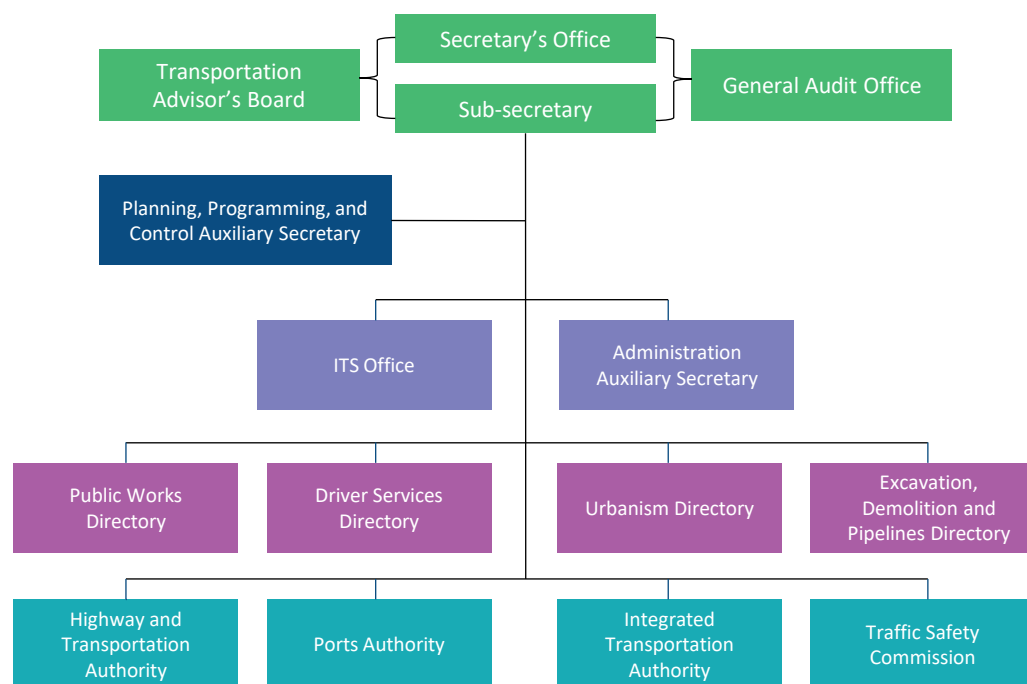 Secretary’s Office
Transportation
Advisor’s Board
General Audit Office
Sub-secretary
Planning, Programming, and
Control Auxiliary Secretary
ITS Office
Administration
Auxiliary Secretary
Public Works
Directory
Driver Services
Directory
Urbanism Directory
Excavation,
Demolition and
Pipelines Directory
Highway and
Transportation
Authority
Ports Authority
Integrated
Transportation
Authority
Traffic Safety
Commission